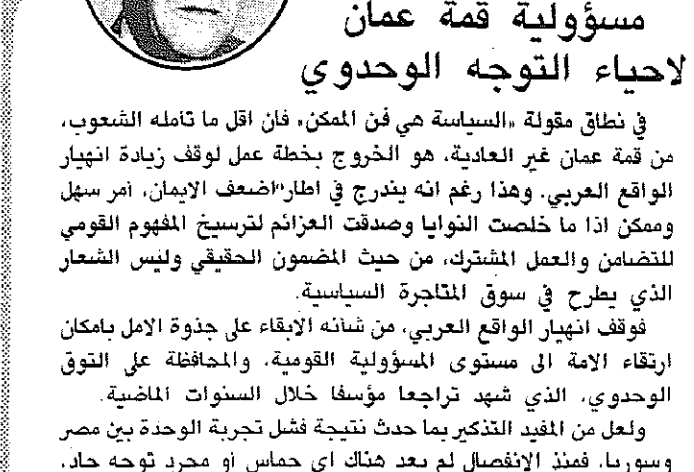 مسؤولية قمة عمان
لاحياء التوجه الوحدوي
في نطاق مقولة «السياسة هي فن الممكن» فان اقل ما تأمله الشعوب،
من قمة عمان غير العادية، هو الخروج بخطة عمل لوقف زيادة انهيار
الواقع العربي. وهذا رغم انه يندرج في اطار "اضعف الايمان، أمر سهل
وممكن اذا ما خلصت النوايا وصدقت العزائم لترسيخ المفهوم القومي
للتضامن والعمل المشترك، من حيث المضمون الحقيقي وليس الشعار
الذي يطرح في سوق المتاجرة السياسية.
فوقف انهيار الواقع العربي، من شأنه الإبقاء على جذوة الامل بامكان
ارتقاء الامة الى مستوى المسؤولية القومية، والمحافظة على التوق
الوحدوي، الذي شهد تراجعا مؤسفا خلال السنوات الماضية.
ولعل من المفيد التذكير بما حدث نتيجة فشل تجربة الوحدة بين مصر
وسوريا. فمنذ الانفصال لم يعد هناك اي حماس أو مجرد توجه جاد،